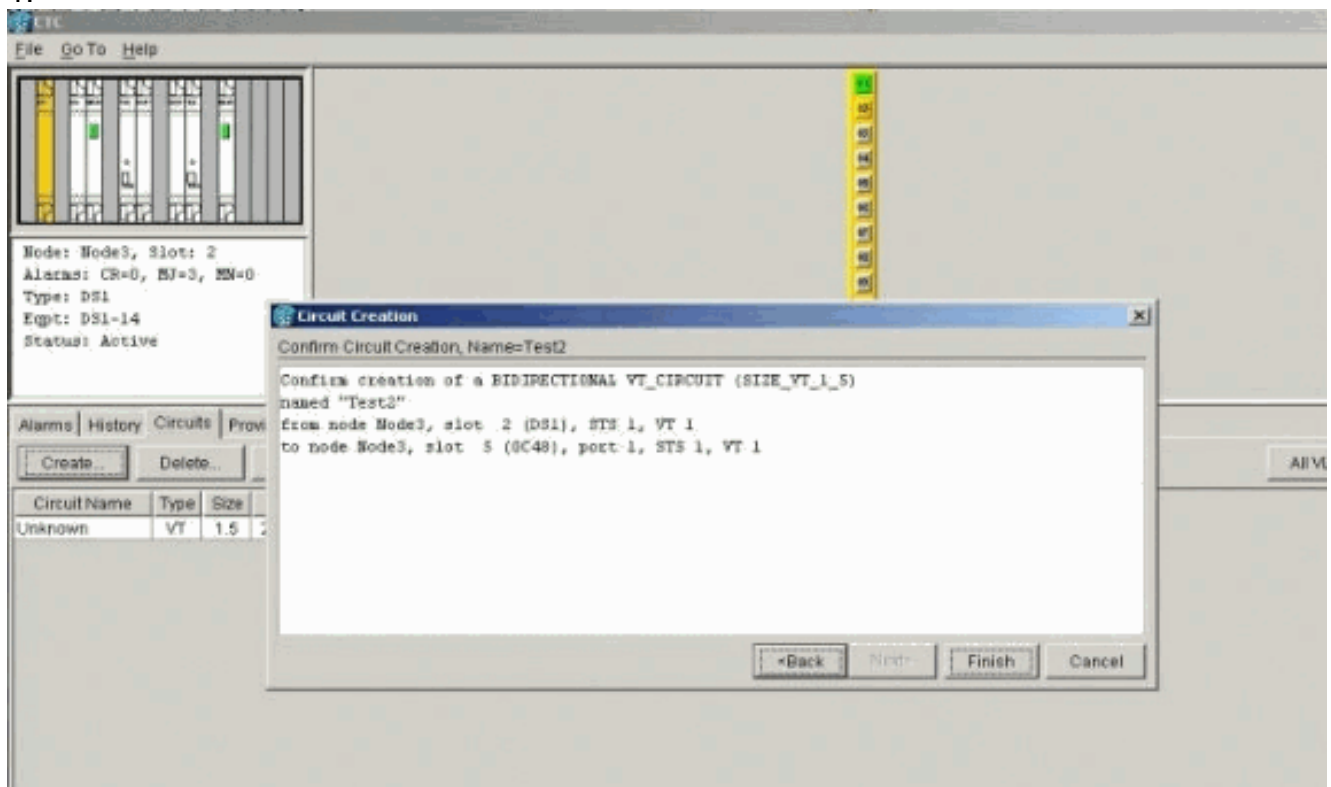 CTC
File Go To Help
Node: Node3, Slot: 2
Alarms: CR=0, MJ=3, MN=0
Type: DS1
Eqpt: DS1-14
Status: Active
Circuit Creation
Confirm Circuit Creation, Name=Test2
Confirm creation of a BIDIRECTIONAL VT_CIRCUIT (SIZE_VT_1_5)
named "Test2"
from node Node3, slot 2 (DS1), STS 1, VT 1
to node Node3, slot 5 (OC48), port 1, STS 1, VT 1
<Back Next> Finish Cancel
Alarms History Circuits Provi
Create... Delete... All VL
Circuit Name Type Size
Unknown VT 1.5